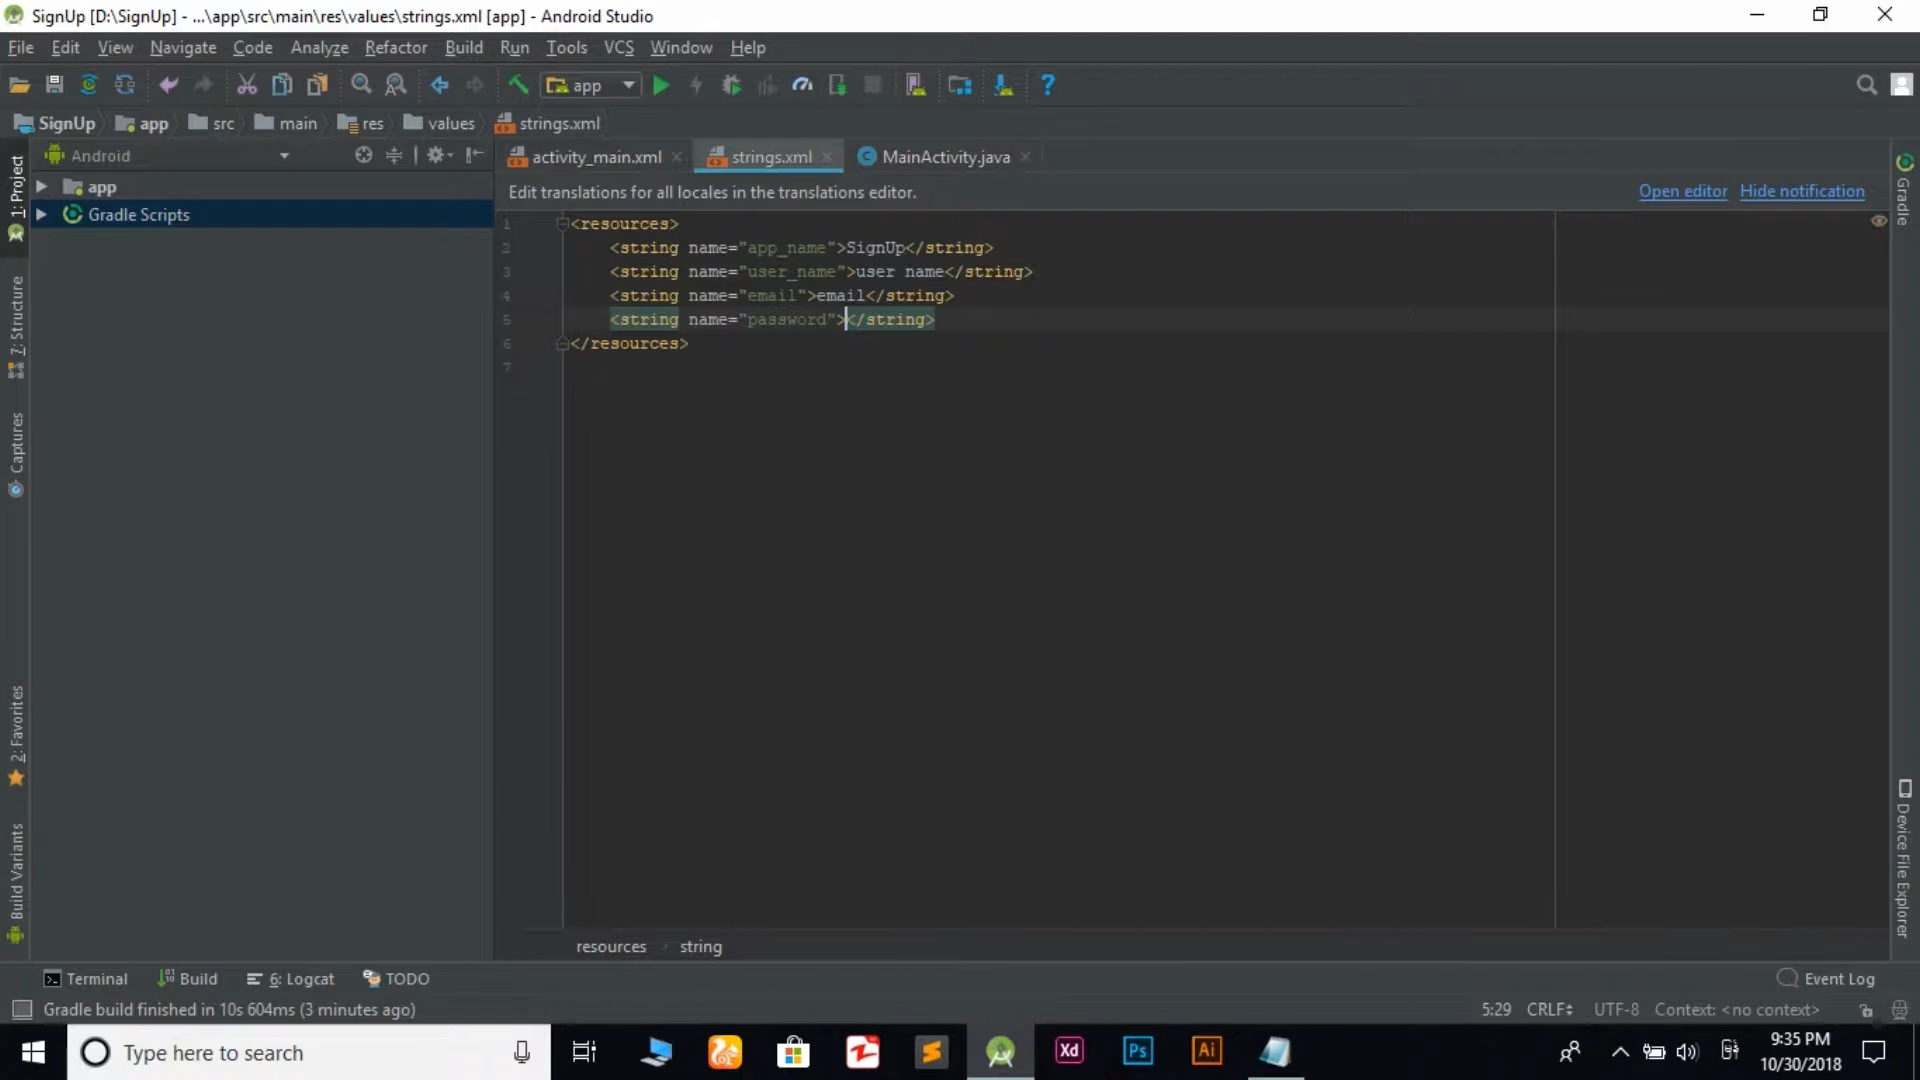 SignUp [D:\SignUp] - ...\app\src\main\res\values\strings.xml [app] - Android Studio
File Edit View Navigate Code Analyze Refactor Build Run Tools VCS Window Help
app
SignUp app src main res values strings.xml
Android
activity_main.xml strings.xml MainActivity.java
Edit translations for all locales in the translations editor. Open editor Hide notification
app
Gradle Scripts
1 <resources>
2 <string name="app_name">SignUp</string>
3 <string name="user_name">user name</string>
4 <string name="email">email</string>
5 <string name="password"></string>
6 </resources>
7
1: Project
7: Structure
Captures
2: Favorites
Build Variants
Gradle
Device File Explorer
resources string
Terminal Build 6: Logcat TODO Event Log
Gradle build finished in 10s 604ms (3 minutes ago) 5:29 CRLF UTF-8 Context: <no context>
Type here to search
Xd Ps Ai
9:35 PM
10/30/2018